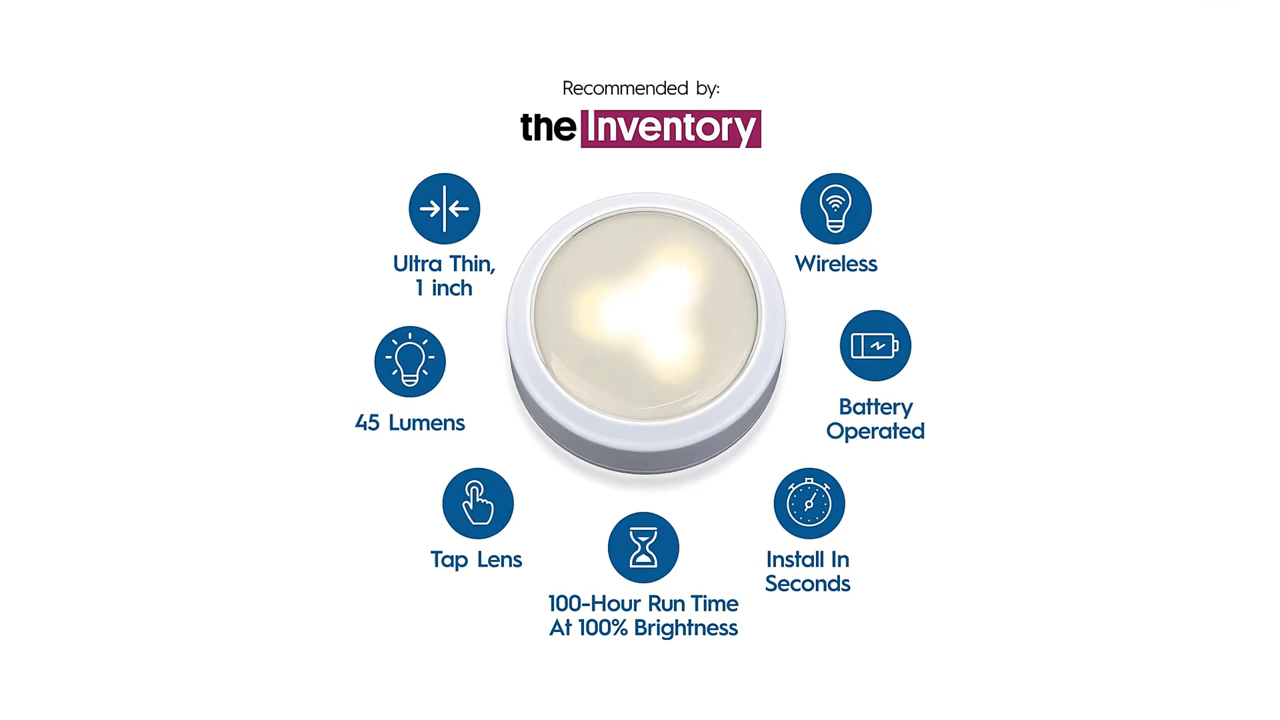 Recommended by:
the Inventory
Ultra Thin,
1 inch
Wireless
45 Lumens
Battery
Operated
Tap Lens
Install In
Seconds
100-Hour Run Time
At 100% Brightness